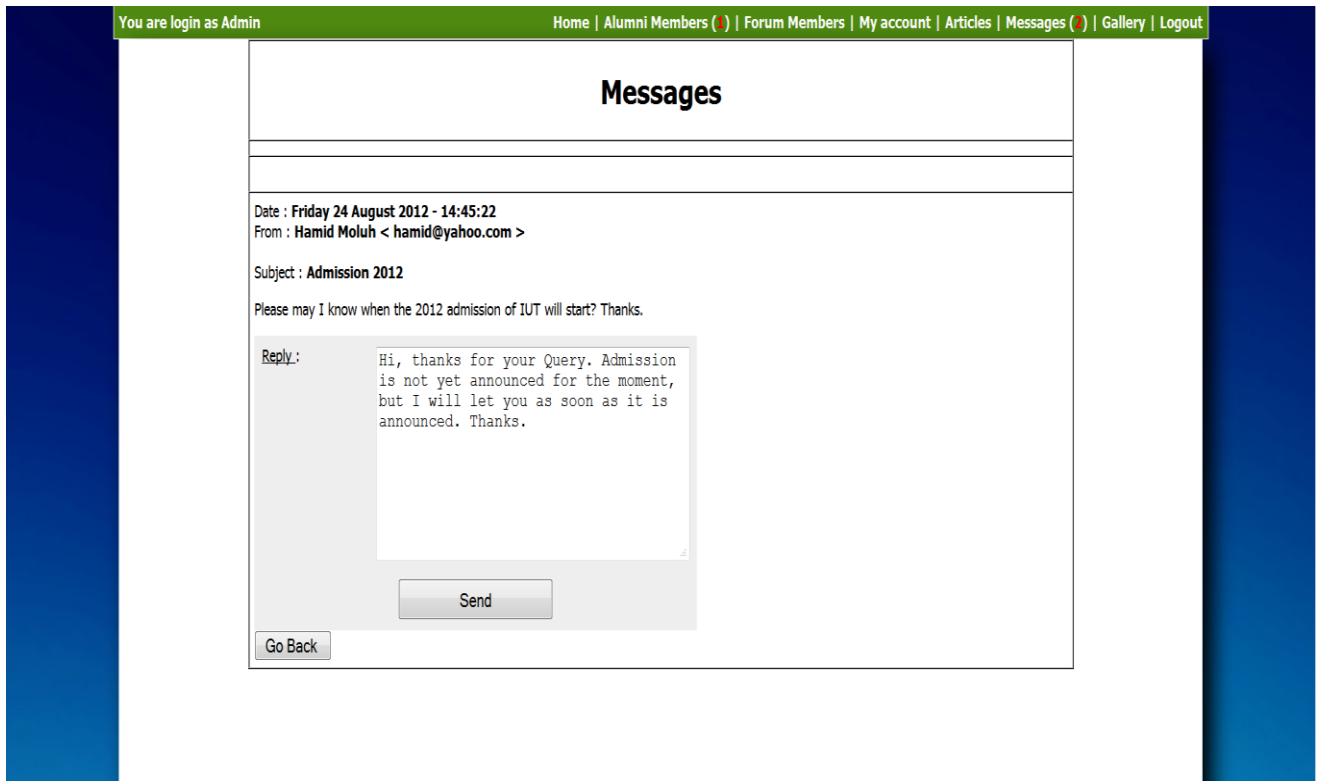 You are login as Admin
Home | Alumni Members (1) | Forum Members | My account | Articles | Messages (2) | Gallery | Logout
Messages
Date : Friday 24 August 2012 - 14:45:22
From : Hamid Moluh < hamid@yahoo.com >
Subject : Admission 2012
Please may I know when the 2012 admission of IUT will start? Thanks.
Reply :
Hi, thanks for your Query. Admission
is not yet announced for the moment,
but I will let you as soon as it is
announced. Thanks.
Send
Go Back